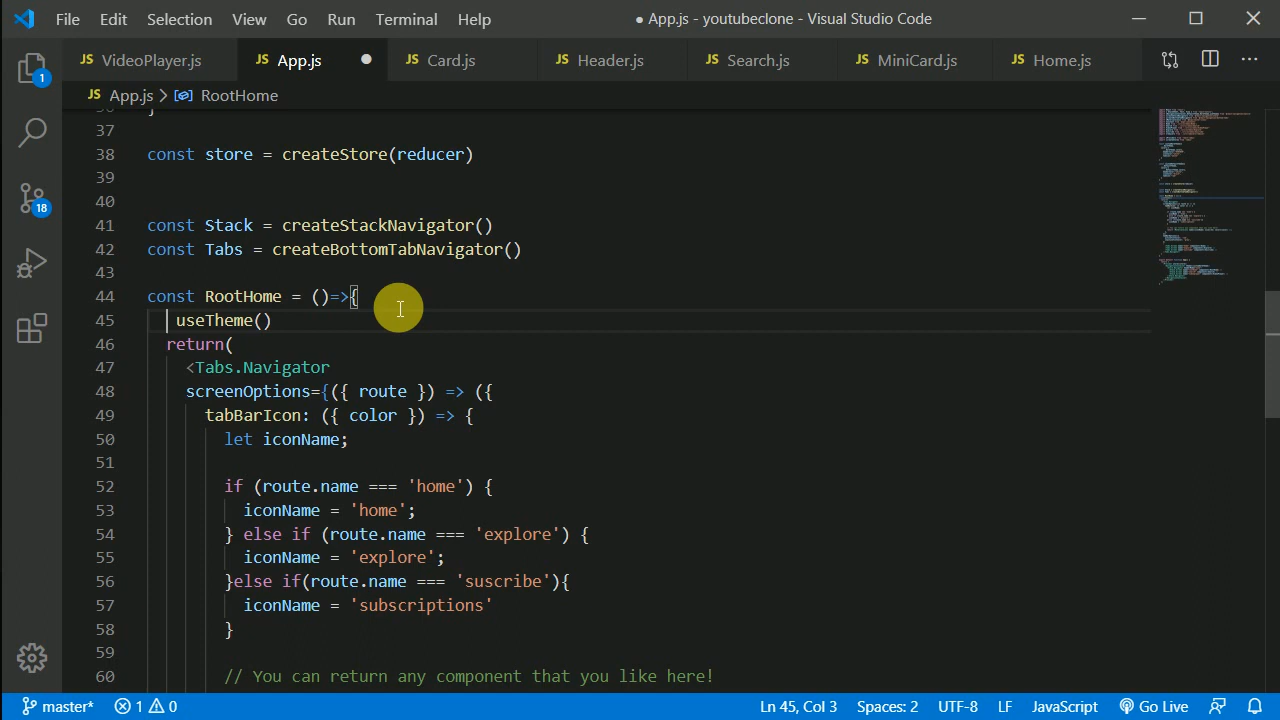 File Edit Selection View Go Run Terminal Help ● App.js - youtubeclone - Visual Studio Code
JS VideoPlayer.js JS App.js JS Card.js JS Header.js JS Search.js JS MiniCard.js JS Home.js
1
JS App.js > RootHome
37
38 const store = createStore(reducer)
39
40
18
41 const Stack = createStackNavigator()
42 const Tabs = createBottomTabNavigator()
43
44 const RootHome = ()=>{
45 useTheme()
46 return(
47 <Tabs.Navigator
48 screenOptions={({ route }) => ({
49 tabBarIcon: ({ color }) => {
50 let iconName;
51
52 if (route.name === 'home') {
53 iconName = 'home';
54 } else if (route.name === 'explore') {
55 iconName = 'explore';
56 }else if(route.name === 'suscribe'){
57 iconName = 'subscriptions'
58 }
59
60 // You can return any component that you like here!
master* 1 0 Ln 45, Col 3 Spaces: 2 UTF-8 LF JavaScript Go Live